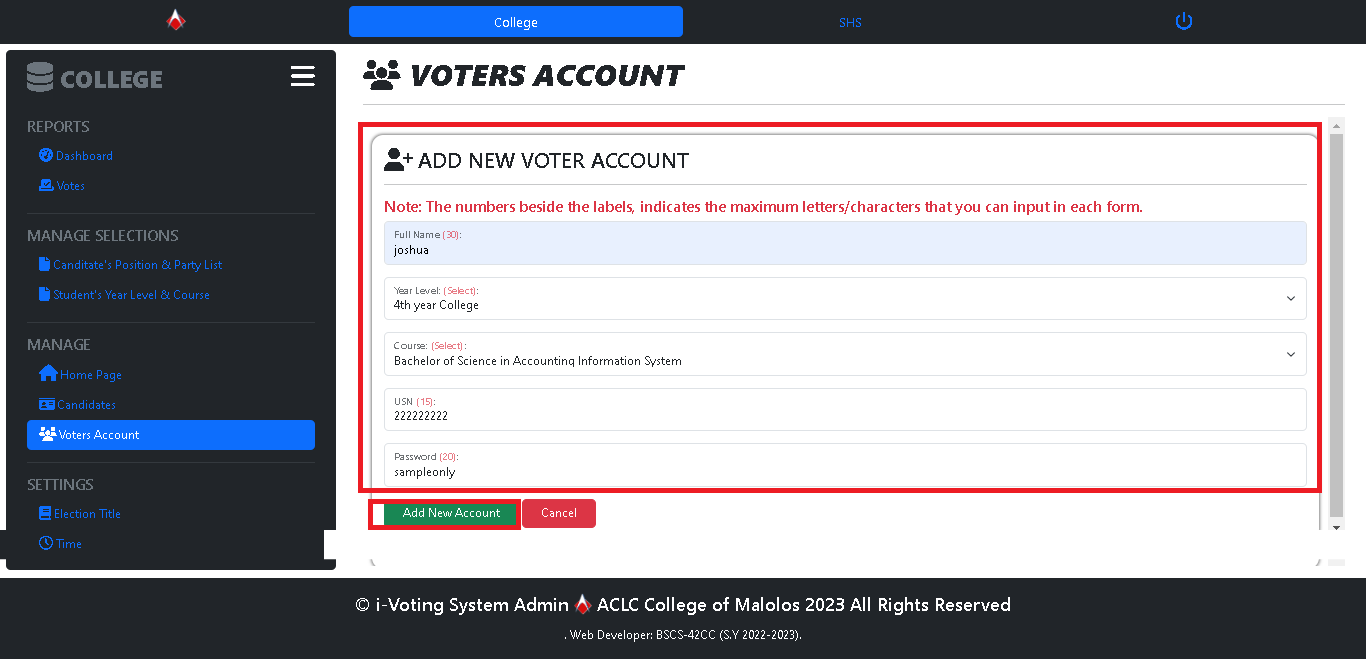 College
SHS
COLLEGE
REPORTS
Dashboard
Votes
MANAGE SELECTIONS
Canditate's Position & Party List
Student's Year Level & Course
MANAGE
Home Page
Candidates
Voters Account
SETTINGS
Election Title
Time
VOTERS ACCOUNT
ADD NEW VOTER ACCOUNT
Note: The numbers beside the labels, indicates the maximum letters/characters that you can input in each form.
Full Name (30):
joshua
Year Level: (Select):
4th year College
Course: (Select):
Bachelor of Science in Accounting Information System
USN (15):
222222222
Password (20):
sampleonly
Add New Account
Cancel
© i-Voting System Admin ACLC College of Malolos 2023 All Rights Reserved
. Web Developer: BSCS-42CC (S.Y 2022-2023).